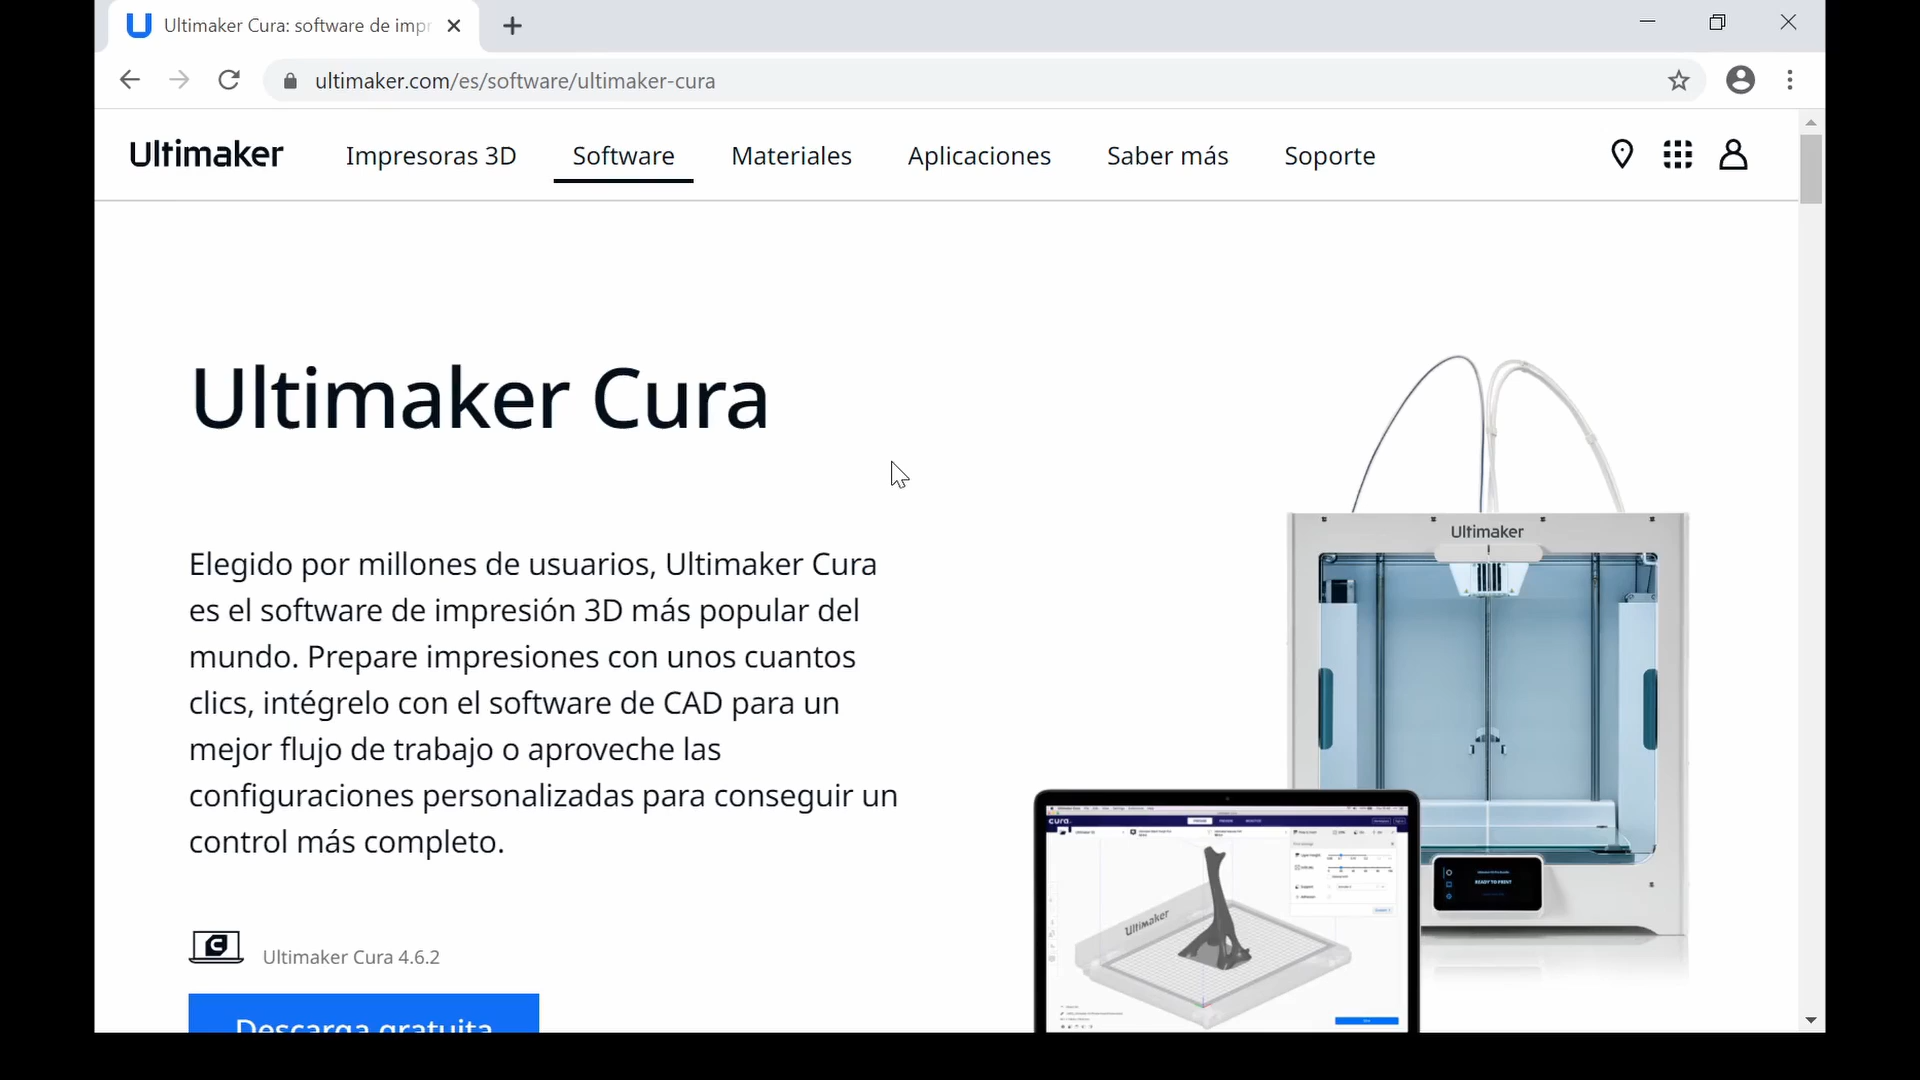 Ultimaker Cura: software de impr
ultimaker.com/es/software/ultimaker-cura
Ultimaker
Impresoras 3D
Software
Materiales
Aplicaciones
Saber más
Soporte
Ultimaker Cura
Elegido por millones de usuarios, Ultimaker Cura
es el software de impresión 3D más popular del
mundo. Prepare impresiones con unos cuantos
clics, intégrelo con el software de CAD para un
mejor flujo de trabajo o aproveche las
configuraciones personalizadas para conseguir un
control más completo.
Ultimaker Cura 4.6.2
Descarga gratuita
Ultimaker
READY TO PRINT
cura
Ultimaker